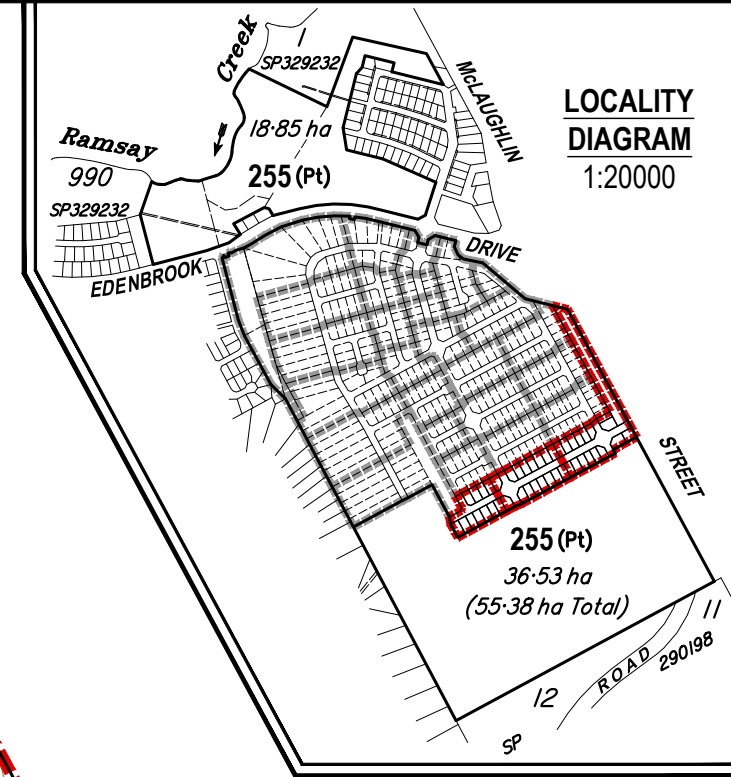 LOCALITY
DIAGRAM
1:20000
Creek
1
SP329232
McLAUGHLIN
18·85 ha
255 (Pt)
Ramsay
990
SP329232
EDENBROOK
DRIVE
STREET
255 (Pt)
36·53 ha
(55·38 ha Total)
11
ROAD
290198
12
SP